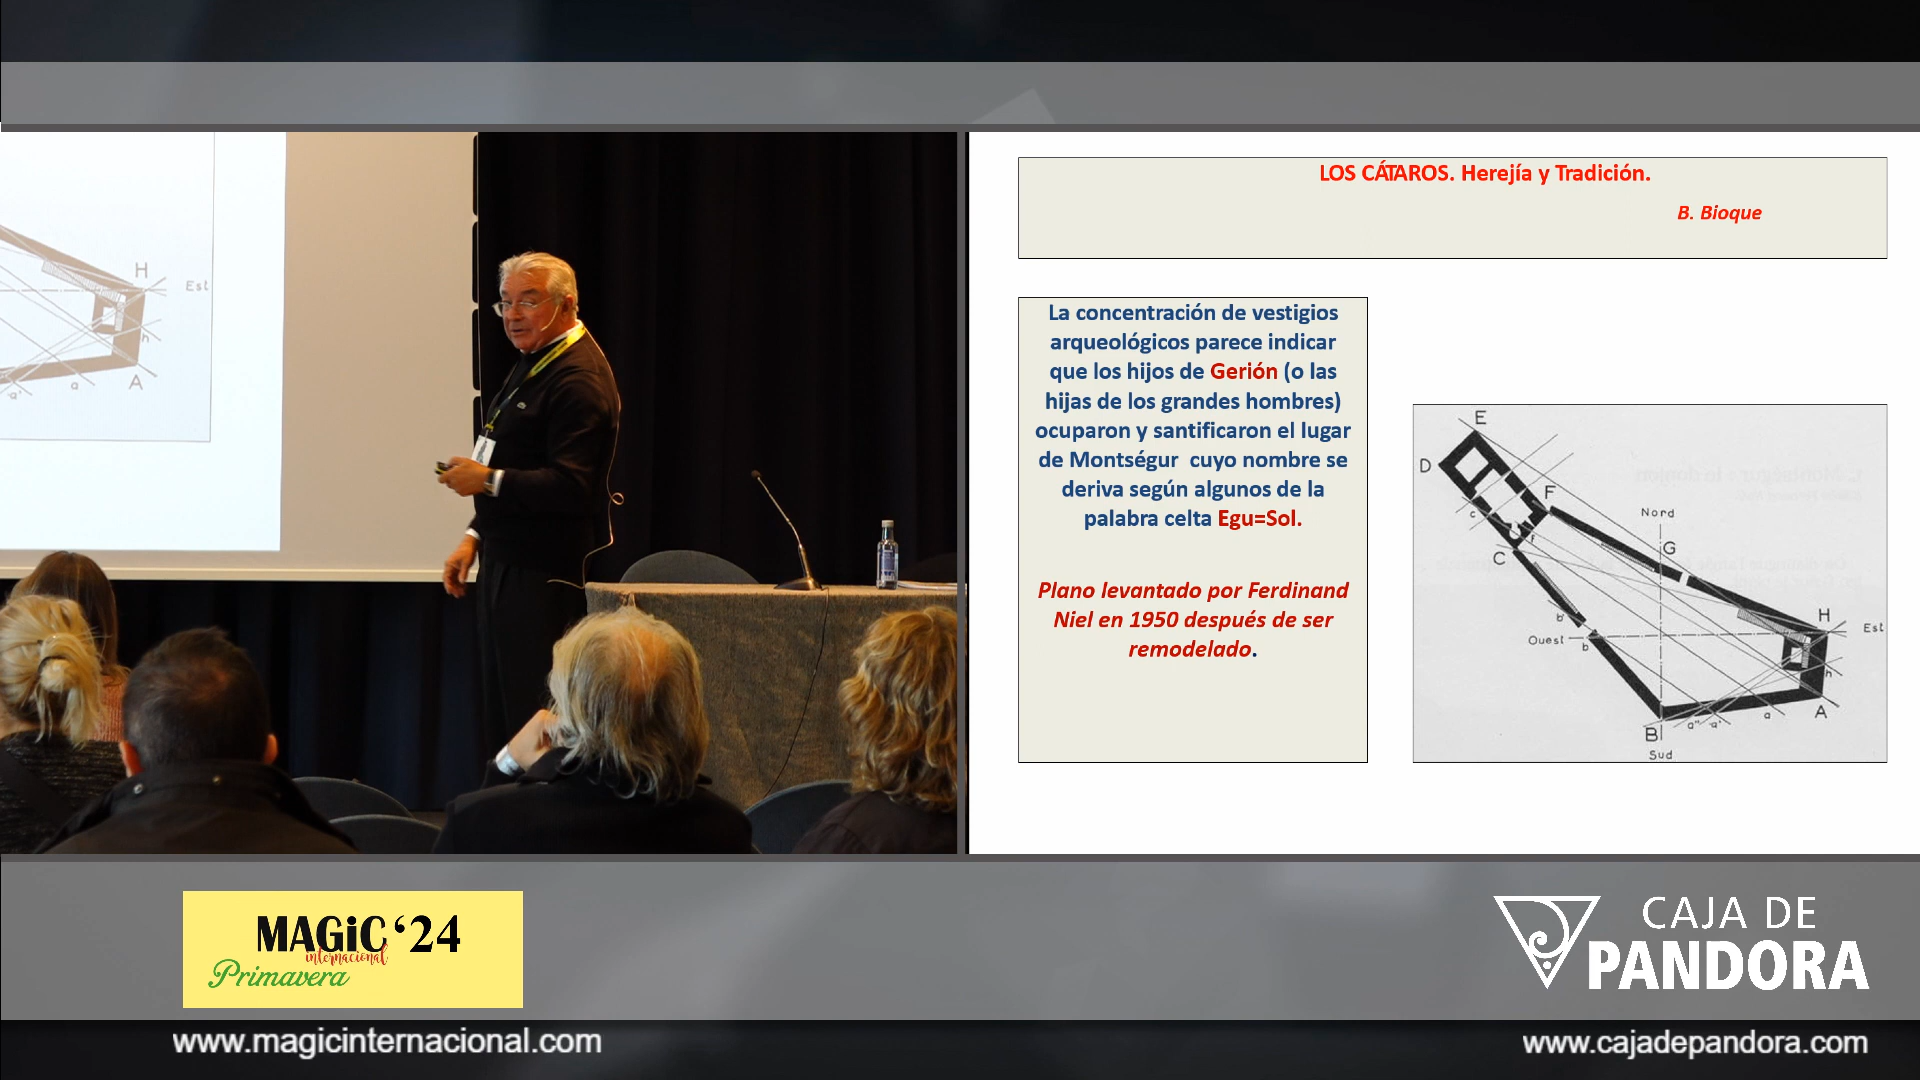 LOS CÁTAROS. Herejía y Tradición.
B. Bioque
La concentración de vestigios
arqueológicos parece indicar
que los hijos de Gerión (o las
hijas de los grandes hombres)
ocuparon y santificaron el lugar
de Montségur cuyo nombre se
deriva según algunos de la
palabra celta Egu=Sol.
Plano levantado por Ferdinand
Niel en 1950 después de ser
remodelado.
E
D
F
c
f
Nord
C
G
b'
H
Est
Ouest
b
h
a" a' a
A
B
Sud
H
Est
h
a
A
a'
MAGiC '24
internacional
Primavera
CAJA DE
PANDORA
www.magicinternacional.com
www.cajadepandora.com